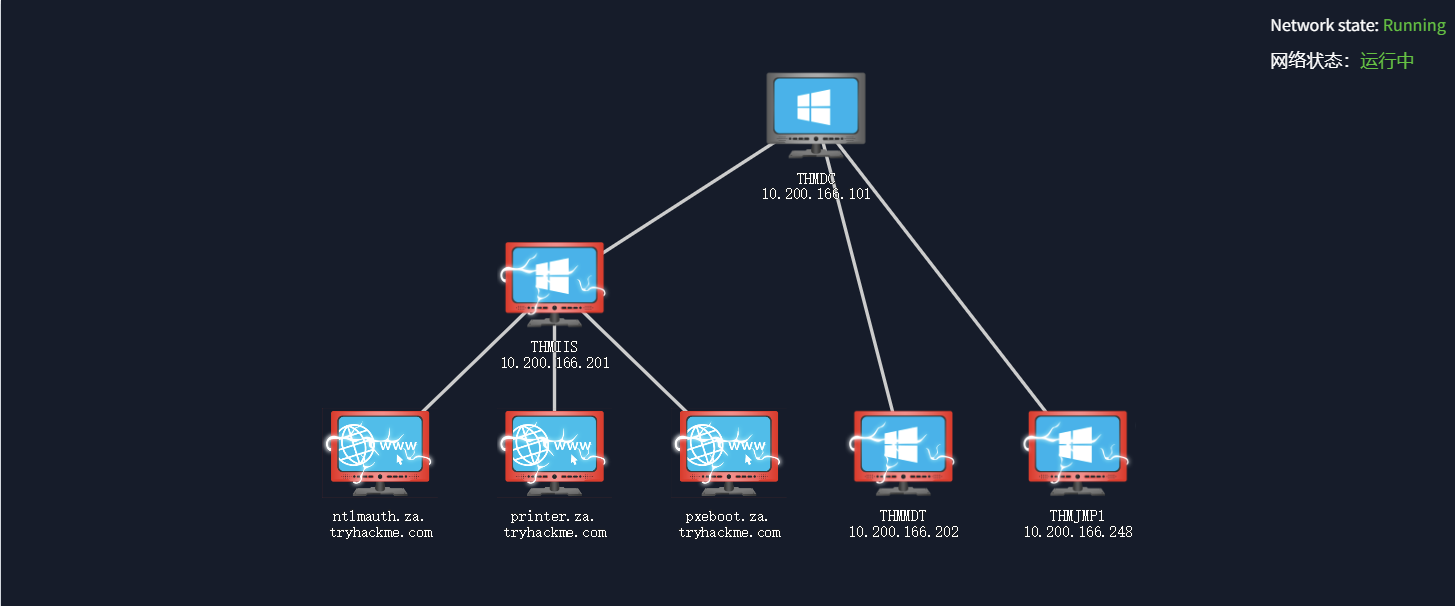 Network state: Running
网络状态：运行中
THMDC
10.200.166.101
THMIIS
10.200.166.201
www
www
www
ntlmauth.za.
tryhackme.com
printer.za.
tryhackme.com
pxeboot.za.
tryhackme.com
THMMDT
10.200.166.202
THMJMP1
10.200.166.248